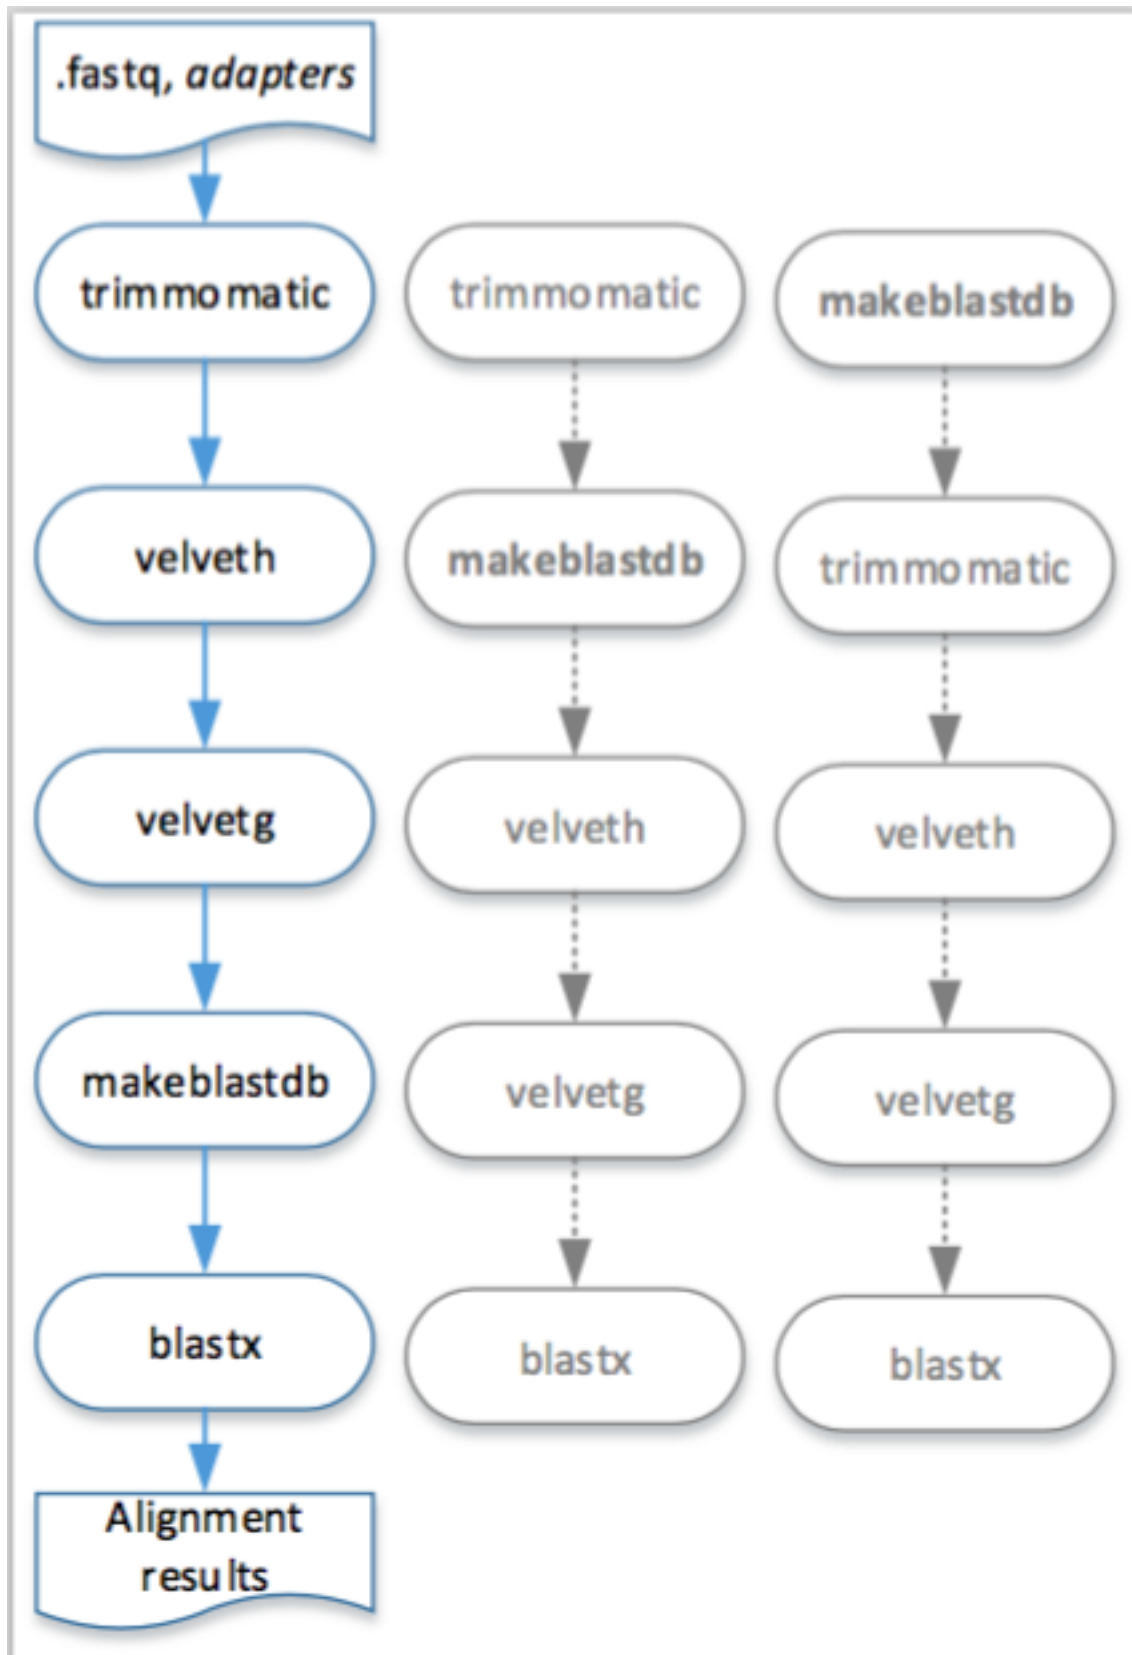 .fastq, adapters
trimmomatic
velveth
velvetg
makeblastdb
blastx
Alignment
results
trimmomatic
makeblastdb
velveth
velvetg
blastx
makeblastdb
trimmomatic
velveth
velvetg
blastx